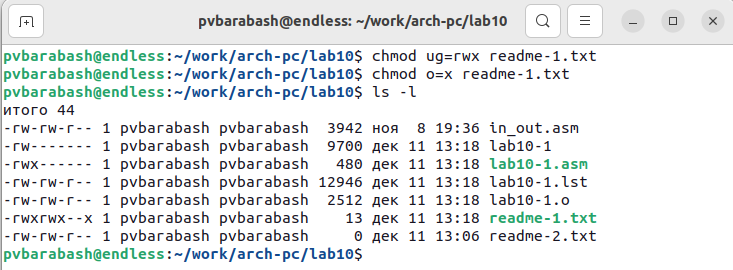 pvbarabash@endless: ~/work/arch-pc/lab10
pvbarabash@endless:~/work/arch-pc/lab10$ chmod ug=rwx readme-1.txt
pvbarabash@endless:~/work/arch-pc/lab10$ chmod o=x readme-1.txt
pvbarabash@endless:~/work/arch-pc/lab10$ ls -l
итого 44
-rw-rw-r-- 1 pvbarabash pvbarabash  3942 ноя  8 19:36 in_out.asm
-rw------- 1 pvbarabash pvbarabash  9700 дек 11 13:18 lab10-1
-rwx------ 1 pvbarabash pvbarabash   480 дек 11 13:18 lab10-1.asm
-rw-rw-r-- 1 pvbarabash pvbarabash 12946 дек 11 13:18 lab10-1.lst
-rw-rw-r-- 1 pvbarabash pvbarabash  2512 дек 11 13:18 lab10-1.o
-rwxrwx--x 1 pvbarabash pvbarabash    13 дек 11 13:18 readme-1.txt
-rw-rw-r-- 1 pvbarabash pvbarabash     0 дек 11 13:06 readme-2.txt
pvbarabash@endless:~/work/arch-pc/lab10$